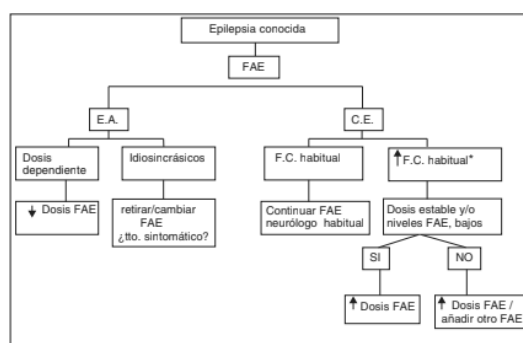 Epilepsia conocida
FAE
E.A.
C.E.
Dosis
dependiente
Idiosincrásicos
F.C. habitual
↑F.C. habitual*
↓ Dosis FAE
retirar/cambiar
FAE
¿tto. sintomático?
Continuar FAE
neurólogo habitual
Dosis estable y/o
niveles FAE, bajos
SI
NO
↑ Dosis FAE
↑ Dosis FAE /
añadir otro FAE